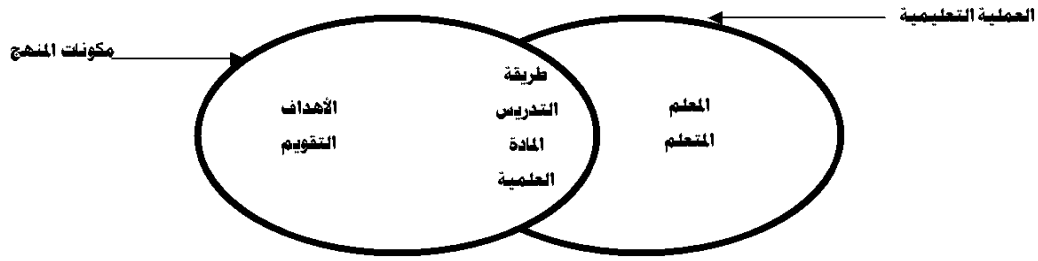 العملية التعليمية
مكونات المنهج
طريقة
التدريس
المادة
العلمية
المعلم
المتعلم
الأهداف
التقويم